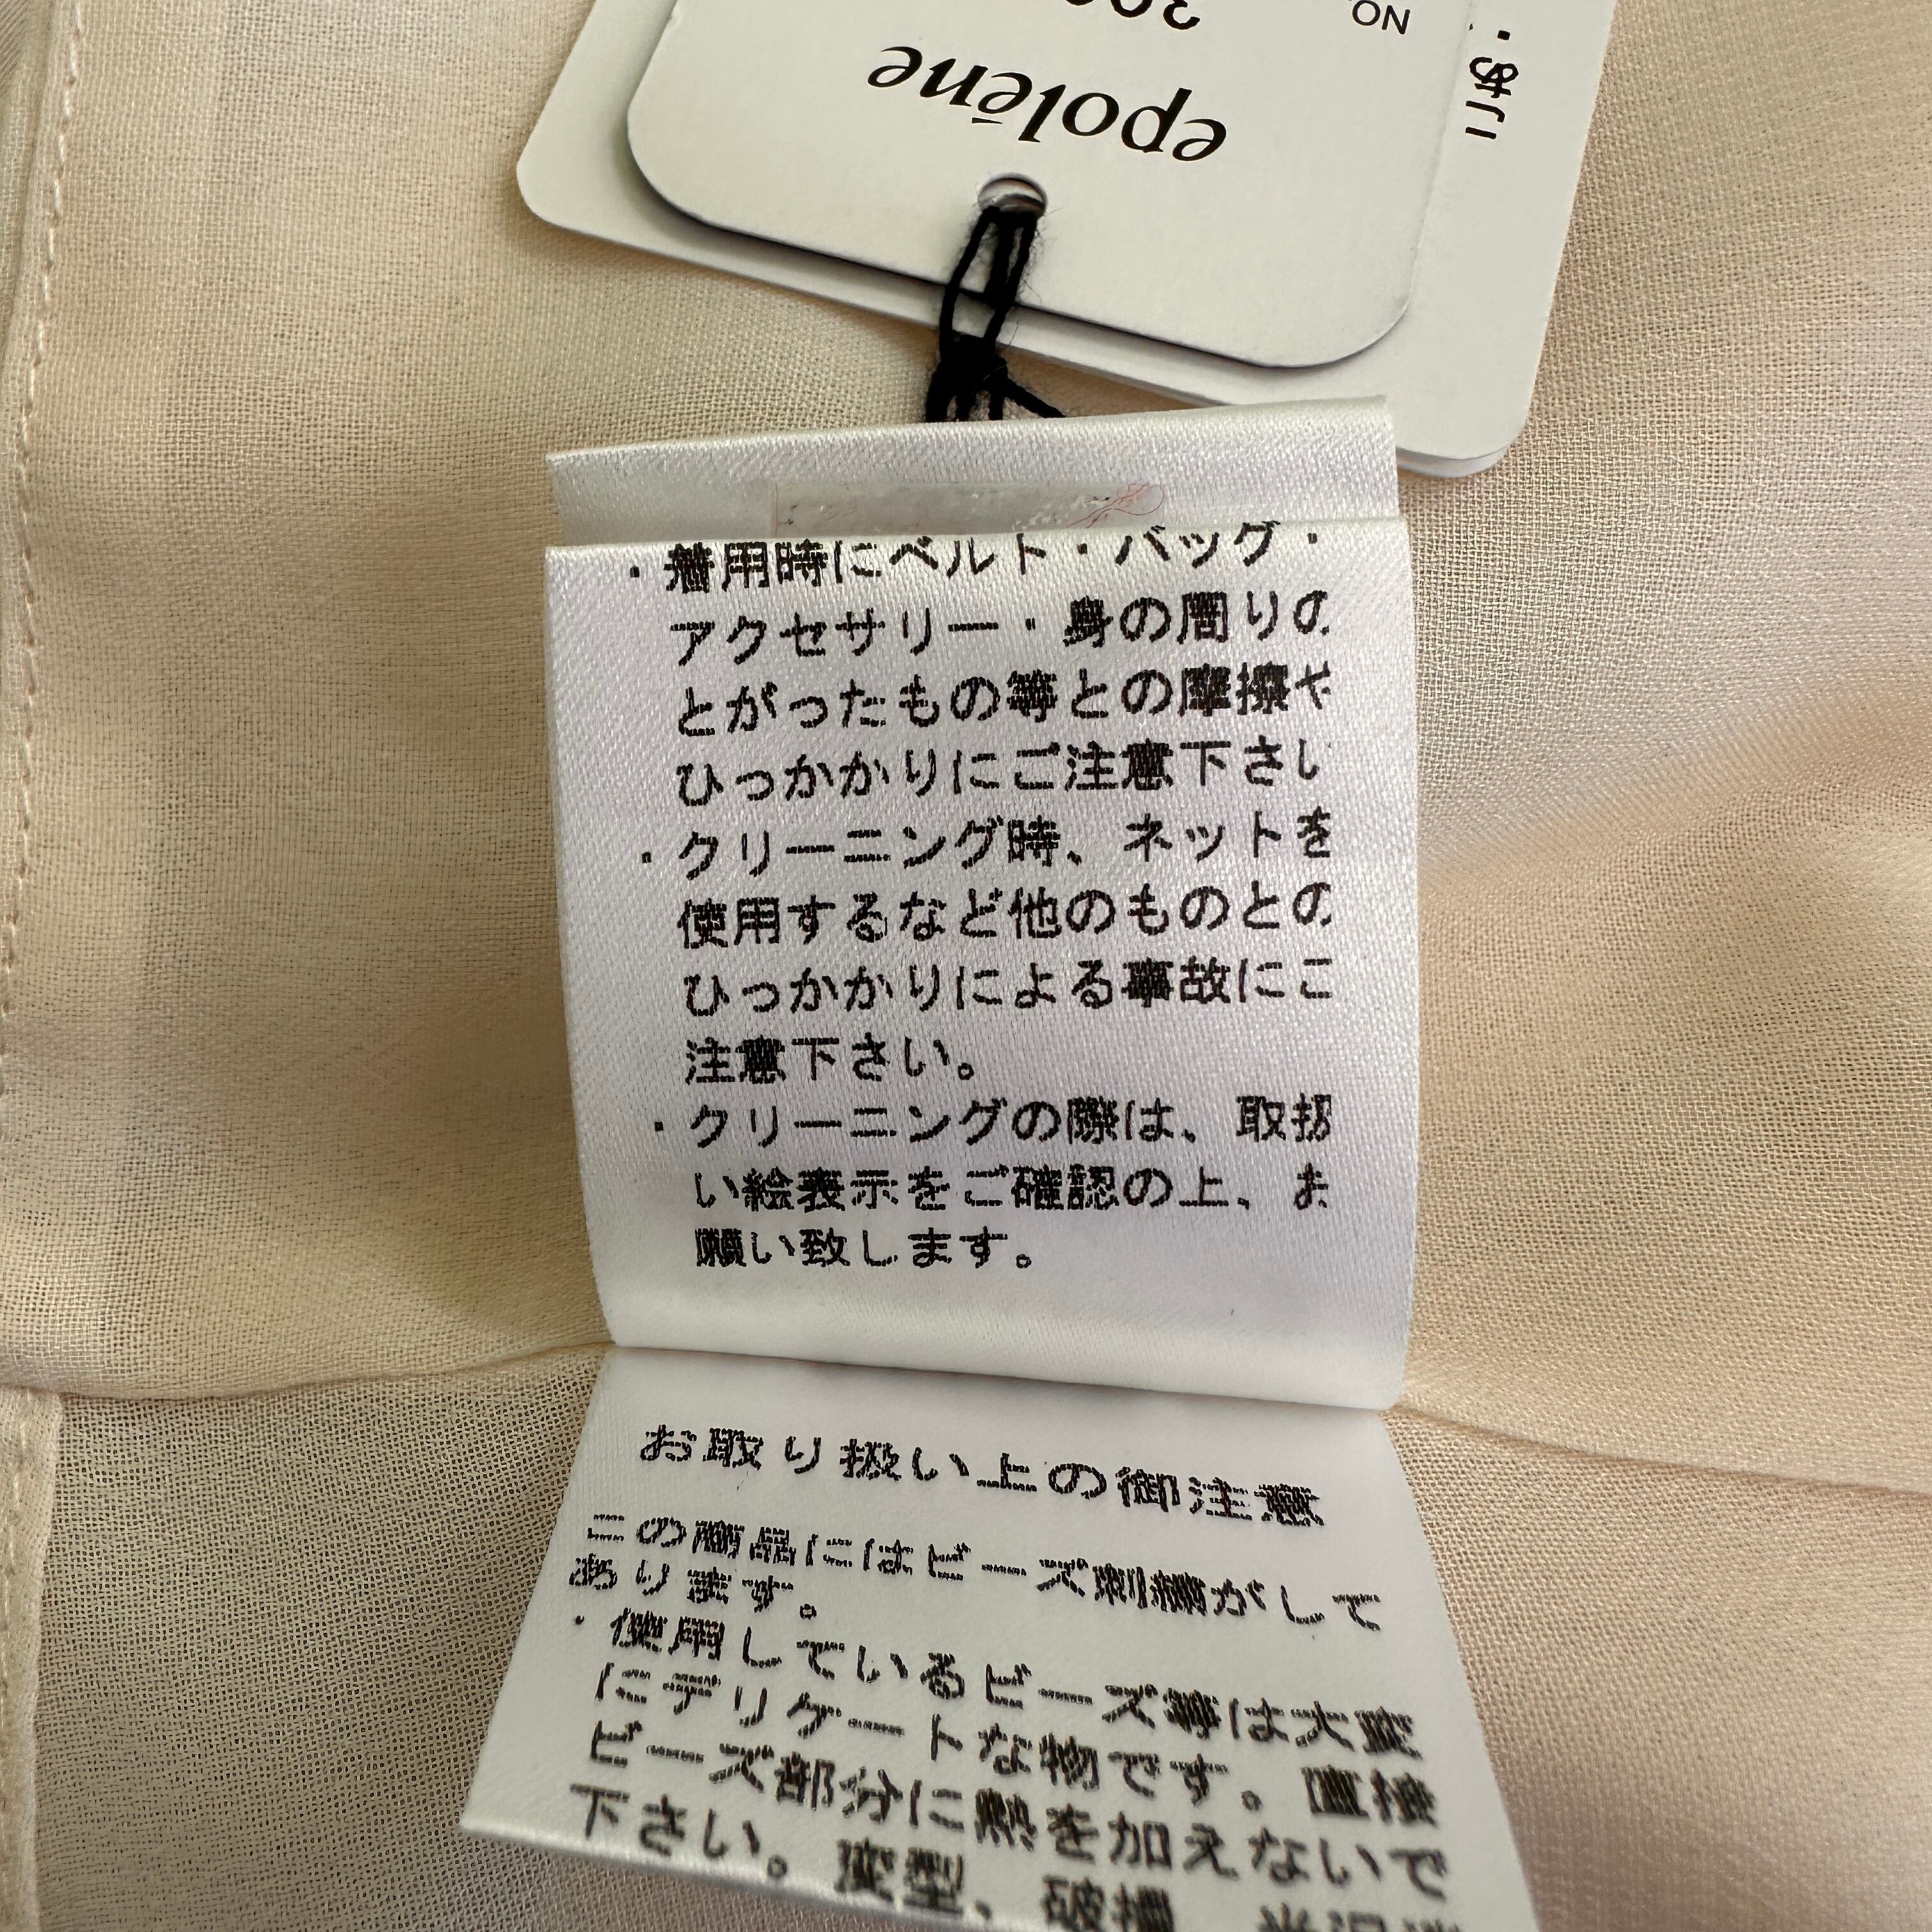 epolēne
・着用時にベルト・バッグ・
アクセサリー・身の周りの
とがったもの等との摩擦や
ひっかかりにご注意下さい
・クリーニング時、ネットを
使用するなど他のものとの
ひっかかりによる事故にご
注意下さい。
・クリーニングの際は、取扱
い絵表示をご確認の上、お
願い致します。
お取り扱い上の御注意
この商品にはビーズ刺繍がして
あります。
・使用しているビーズ等は大変
にデリケートな物です。直接
ビーズ部分に熱を加えないで
下さい。変型、破損